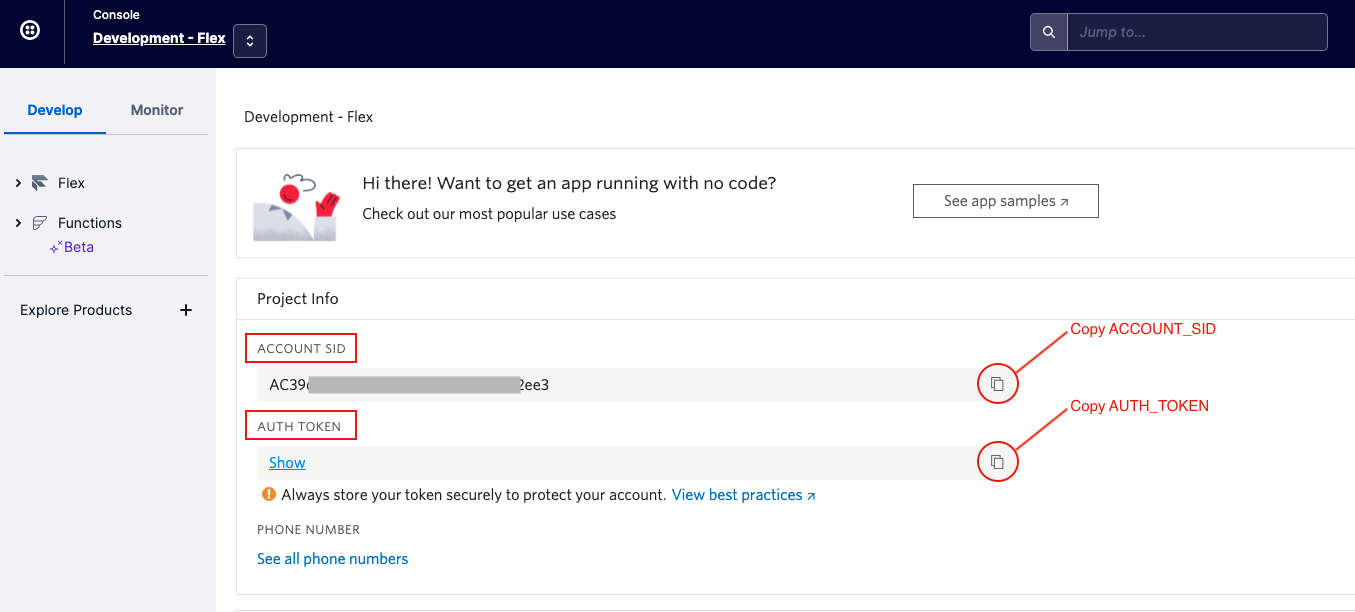 Console
Development - Flex
Jump to...
Develop
Monitor
Development - Flex
Flex
Hi there! Want to get an app running with no code?
See app samples ↗
Check out our most popular use cases
Functions
Beta
Explore Products +
Project Info
Copy ACCOUNT_SID
ACCOUNT SID
AC39 2ee3
Copy AUTH_TOKEN
AUTH TOKEN
Show
Always store your token securely to protect your account. View best practices ↗
PHONE NUMBER
See all phone numbers